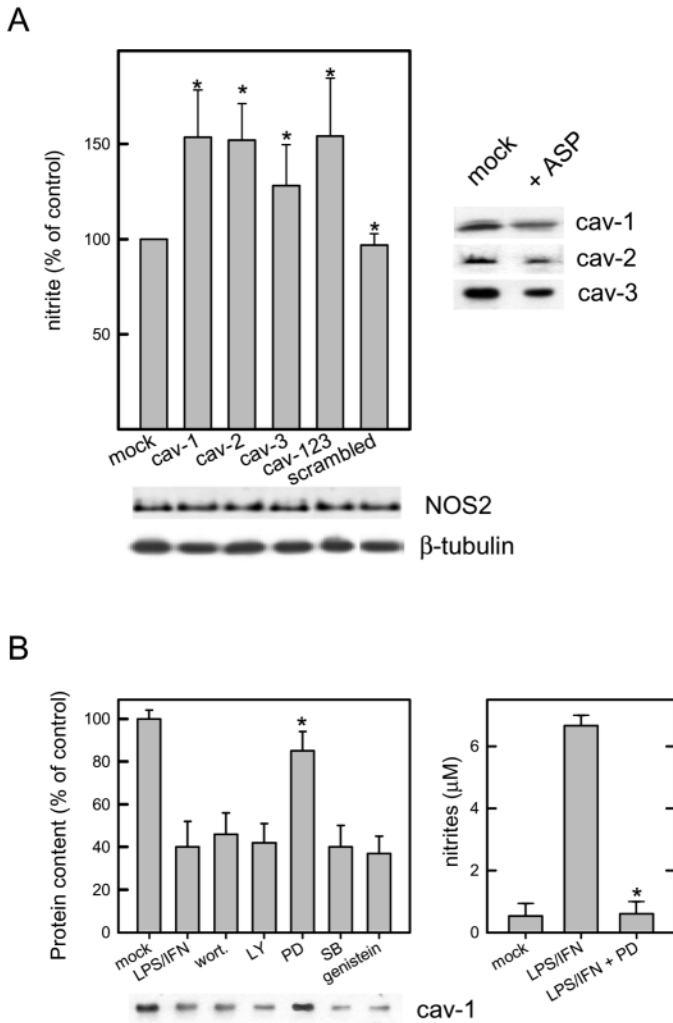 A
nitrite (% of control)
150
100
50
* * * * *
mock cav-1 cav-2 cav-3 cav-123 scrambled
NOS2
β-tubulin
mock + ASP
cav-1
cav-2
cav-3
B
Protein content (% of control)
100
80
60
40
20
0
*
mock LPS/IFN wort. LY PD SB genistein
cav-1
nitrites (μM)
6
4
2
0
*
mock LPS/IFN LPS/IFN + PD